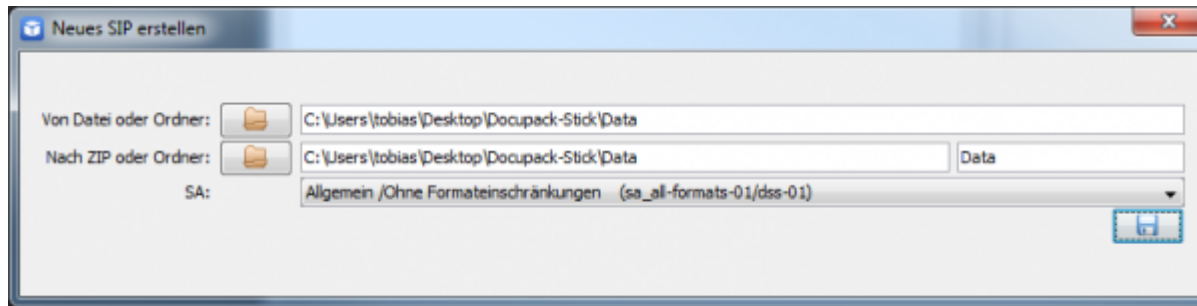 Neues SIP erstellen
Von Datei oder Ordner: C:\Users\tobias\Desktop\Docupack-Stick\Data
Nach ZIP oder Ordner: C:\Users\tobias\Desktop\Docupack-Stick\Data Data
SA: Allgemein /Ohne Formateinschränkungen (sa_all-formats-01/dss-01)